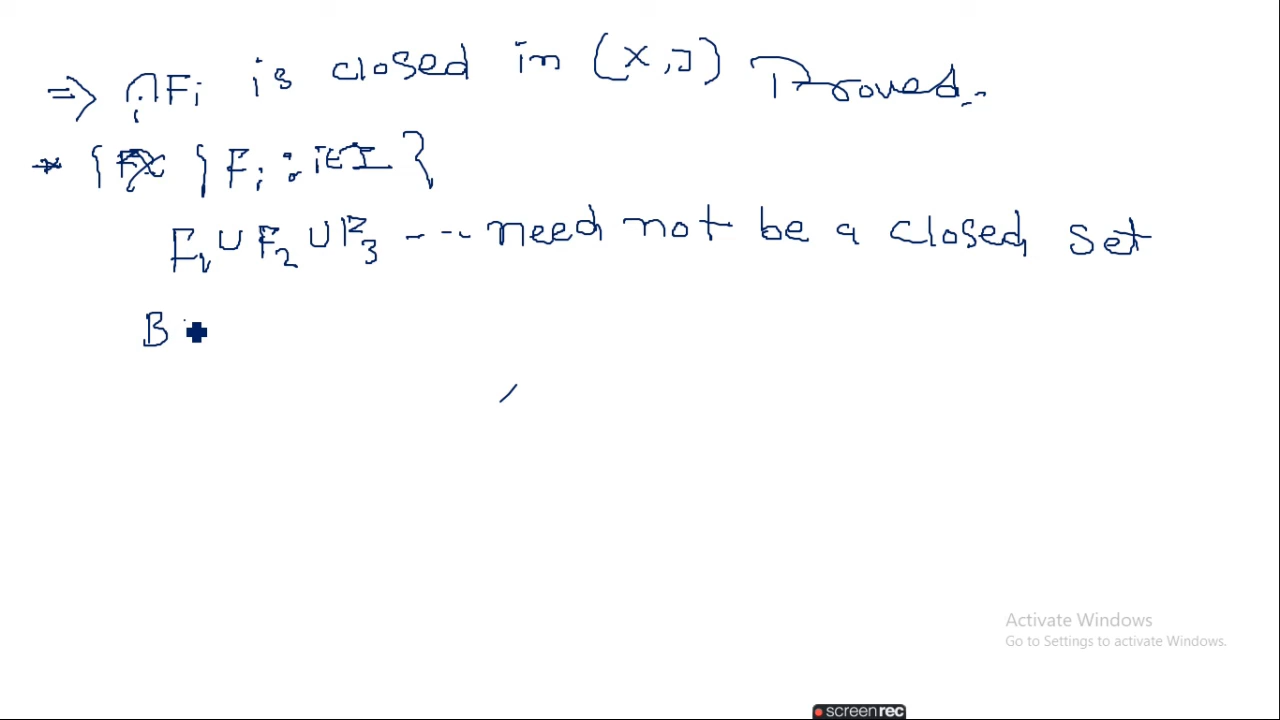 ⇒ ∩Fi is closed in (X,J) Proved.
* { {Fi : i∈I}
F1 ∪ F2 ∪ F3 --- need not be a closed set
B
Activate Windows
Go to Settings to activate Windows.
screenrec